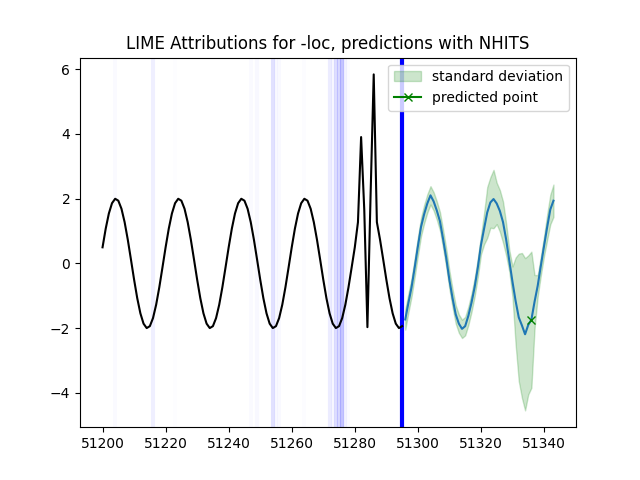 LIME Attributions for -loc, predictions with NHITS
standard deviation
predicted point
6
4
2
0
−2
−4
51200 51220 51240 51260 51280 51300 51320 51340